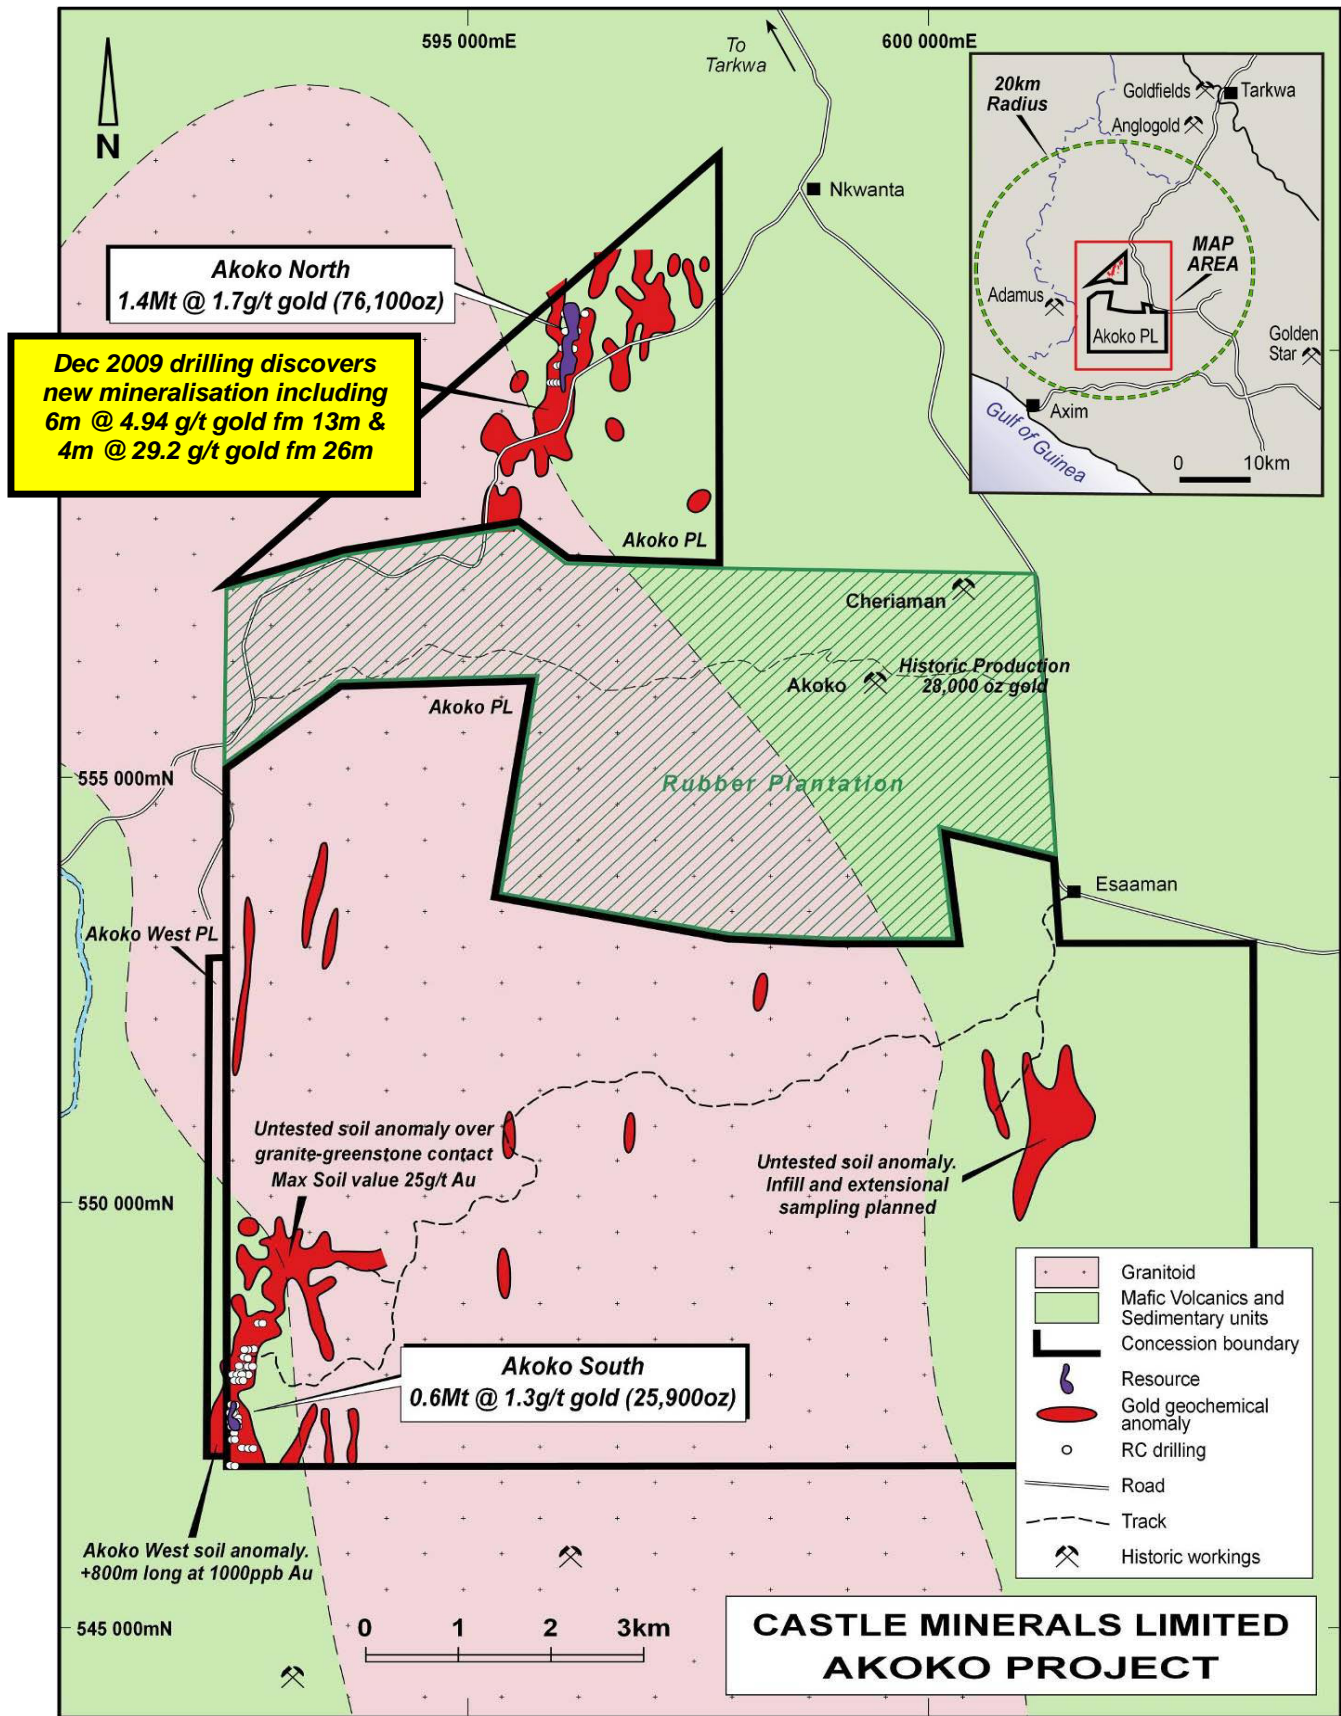 595 000mE
600 000mE
To
Tarkwa
N
Nkwanta
20km
Radius
Goldfields
Tarkwa
Anglogold
MAP
AREA
Adamus
Akoko PL
Golden
Star
Axim
Gulf of Guinea
0 10km
Akoko North
1.4Mt @ 1.7g/t gold (76,100oz)
Dec 2009 drilling discovers
new mineralisation including
6m @ 4.94 g/t gold fm 13m &
4m @ 29.2 g/t gold fm 26m
Akoko PL
Cheriaman
Akoko
Historic Production
28,000 oz gold
Akoko PL
555 000mN
Rubber Plantation
Esaaman
Akoko West PL
Untested soil anomaly over
granite-greenstone contact
Max Soil value 25g/t Au
Untested soil anomaly.
Infill and extensional
sampling planned
550 000mN
Akoko South
0.6Mt @ 1.3g/t gold (25,900oz)
Granitoid
Mafic Volcanics and
Sedimentary units
Concession boundary
Resource
Gold geochemical
anomaly
RC drilling
Road
Track
Historic workings
Akoko West soil anomaly.
+800m long at 1000ppb Au
545 000mN
0 1 2 3km
CASTLE MINERALS LIMITED
AKOKO PROJECT